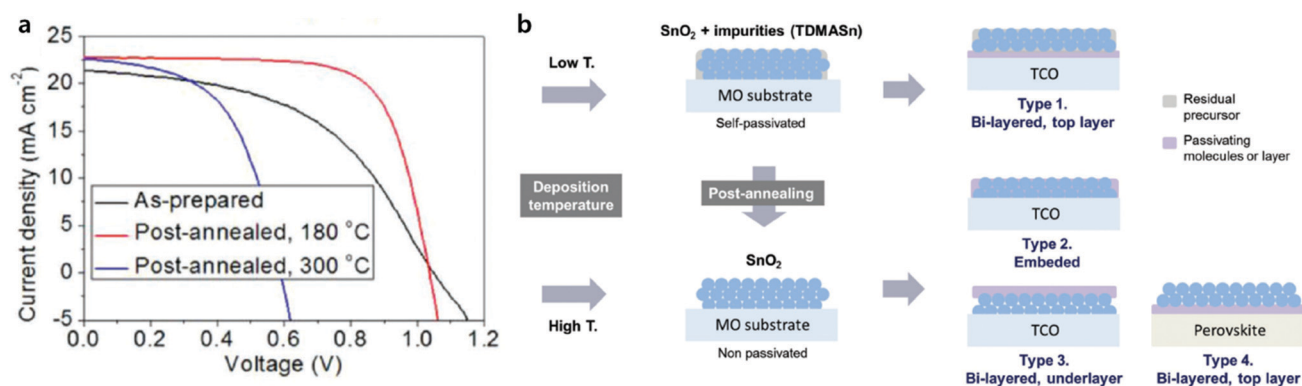 a
25
20
15
10
5
0
-5
Current density (mA cm⁻²)
As-prepared
Post-annealed, 180 °C
Post-annealed, 300 °C
0.0 0.2 0.4 0.6 0.8 1.0 1.2
Voltage (V)
b
Low T.
Deposition
temperature
High T.
SnO₂ + impurities (TDMASn)
MO substrate
Self-passivated
Post-annealing
SnO₂
MO substrate
Non passivated
TCO
Type 1.
Bi-layered, top layer
TCO
Type 2.
Embeded
TCO
Type 3.
Bi-layered, underlayer
Perovskite
Type 4.
Bi-layered, top layer
Residual
precursor
Passivating
molecules or layer